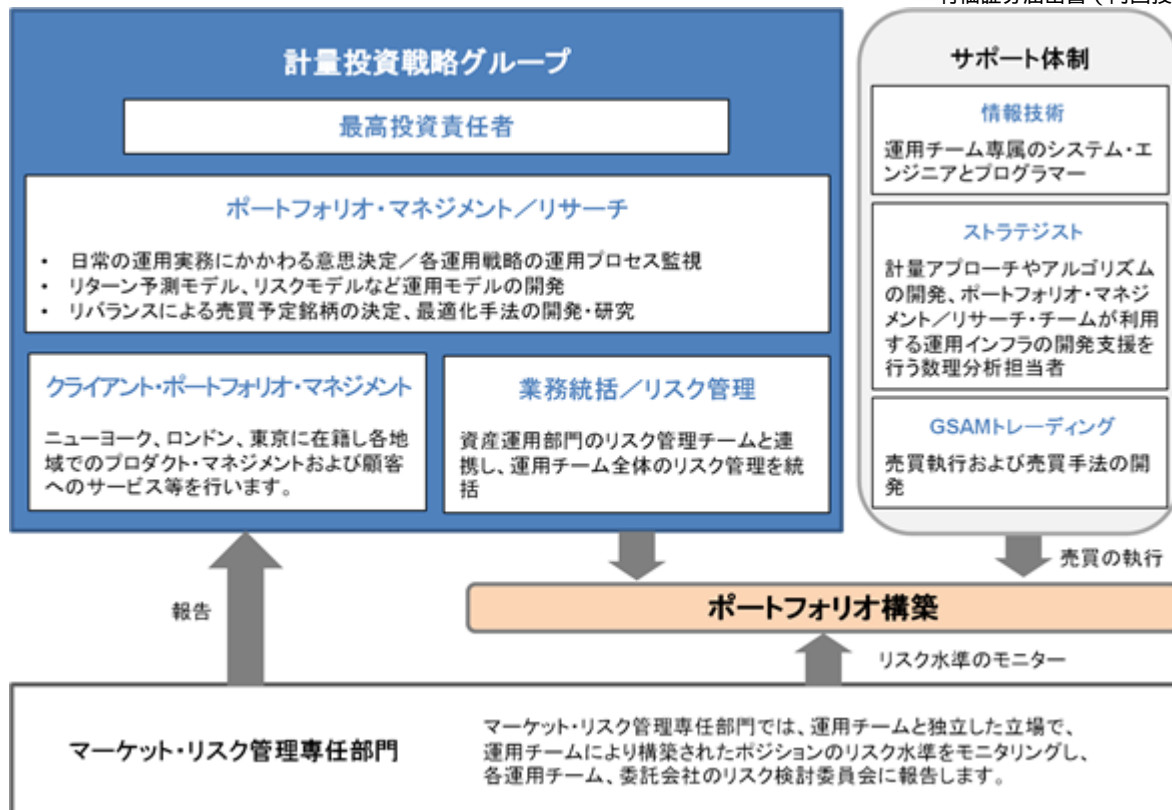 計量投資戦略グループ
最高投資責任者
ポートフォリオ・マネジメント／リサーチ
• 日常の運用実務にかかわる意思決定／各運用戦略の運用プロセス監視
• リターン予測モデル、リスクモデルなど運用モデルの開発
• リバランスによる売買予定銘柄の決定、最適化手法の開発・研究
クライアント・ポートフォリオ・マネジメント
ニューヨーク、ロンドン、東京に在籍し各地
域でのプロダクト・マネジメントおよび顧客
へのサービス等を行います。
業務統括／リスク管理
資産運用部門のリスク管理チームと連
携し、運用チーム全体のリスク管理を統
括
サポート体制
情報技術
運用チーム専属のシステム・エ
ンジニアとプログラマー
ストラテジスト
計量アプローチやアルゴリズム
の開発、ポートフォリオ・マネジ
メント／リサーチ・チームが利用
する運用インフラの開発支援を
行う数理分析担当者
GSAMトレーディング
売買執行および売買手法の開
発
売買の執行
報告
ポートフォリオ構築
リスク水準のモニター
マーケット・リスク管理専任部門
マーケット・リスク管理専任部門では、運用チームと独立した立場で、
運用チームにより構築されたポジションのリスク水準をモニタリングし、
各運用チーム、委託会社のリスク検討委員会に報告します。